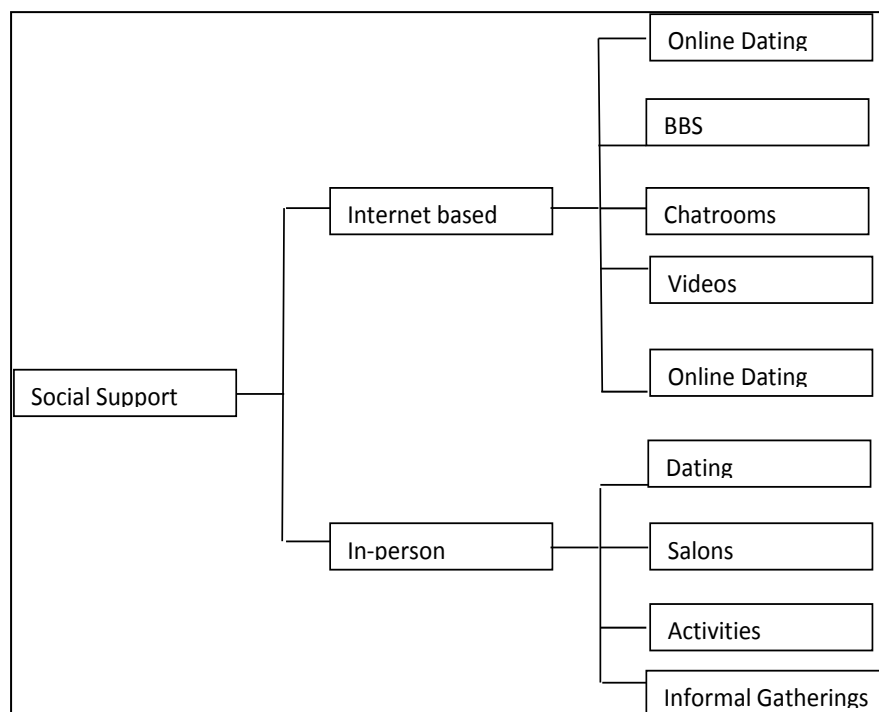 Online Dating
BBS
Internet based
Chatrooms
Videos
Social Support
Online Dating
Dating
In-person
Salons
Activities
Informal Gatherings